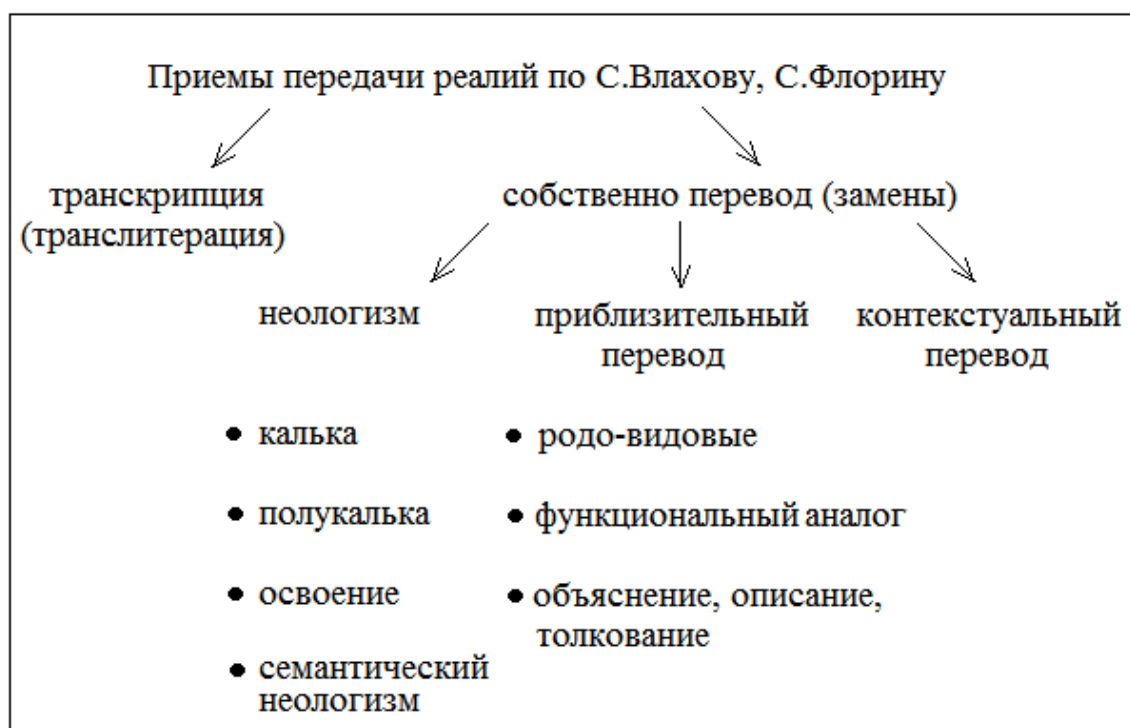 Приемы передачи реалий по С.Влахову, С.Флорину
транскрипция
(транслитерация)
собственно перевод (замены)
неологизм
приблизительный
перевод
контекстуальный
перевод
• калька
• полукалька
• освоение
• семантический
неологизм
• родо-видовые
• функциональный аналог
• объяснение, описание,
толкование